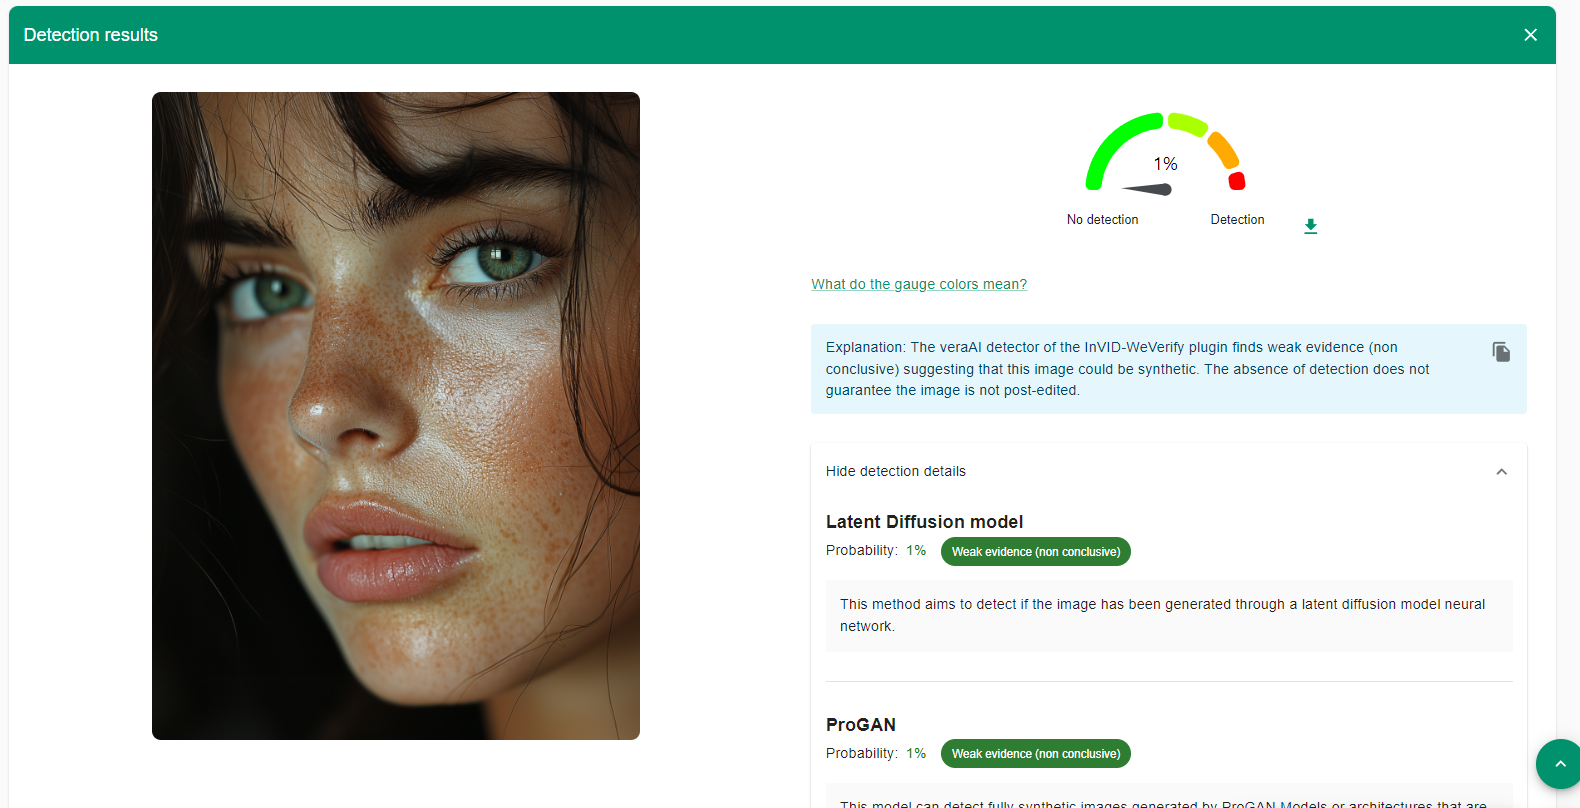 Detection results
1%
No detection
Detection
What do the gauge colors mean?
Explanation: The veraAI detector of the InVID-WeVerify plugin finds weak evidence (non
conclusive) suggesting that this image could be synthetic. The absence of detection does not
guarantee the image is not post-edited.
Hide detection details
Latent Diffusion model
Probability: 1% Weak evidence (non conclusive)
This method aims to detect if the image has been generated through a latent diffusion model neural
network.
ProGAN
Probability: 1% Weak evidence (non conclusive)
This model can detect fully synthetic images generated by ProGAN Models or architectures that are